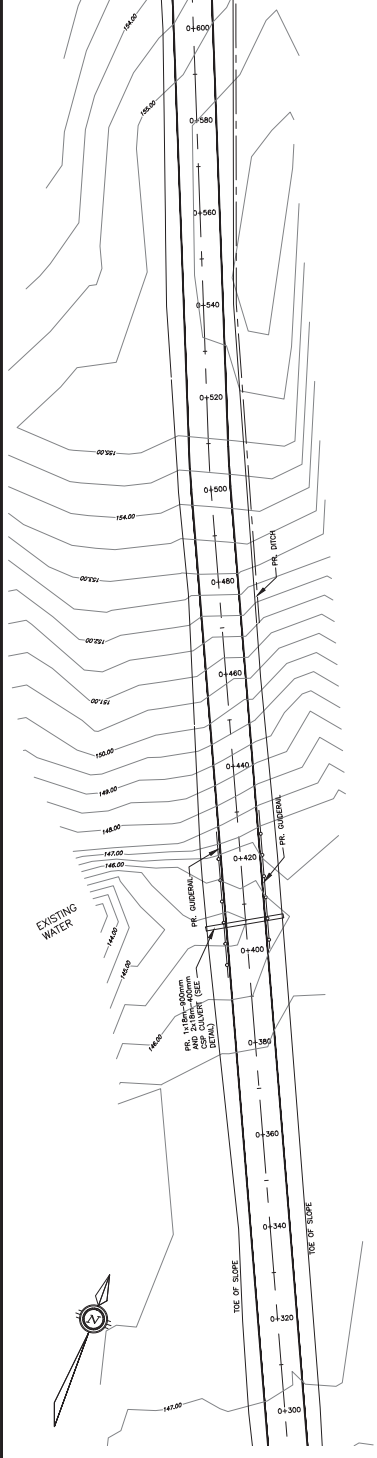 154.00
0+600
155.00
0+580
0+560
0+540
0+520
155.00
0+500
154.00
PR. DITCH
153.00
0+480
152.00
0+460
151.00
150.00
0+440
149.00
148.00
PR. GUIDERAIL
147.00
0+420
146.00
PR. GUIDERAIL
EXISTING
WATER
144.00
0+400
145.00
PR. 1x18m-900mm
AND 2x18m-400mm
CSP CULVERT (SEE
DETAIL)
146.00
0+380
0+360
0+340
TOE OF SLOPE
TOE OF SLOPE
N
0+320
147.00
0+300